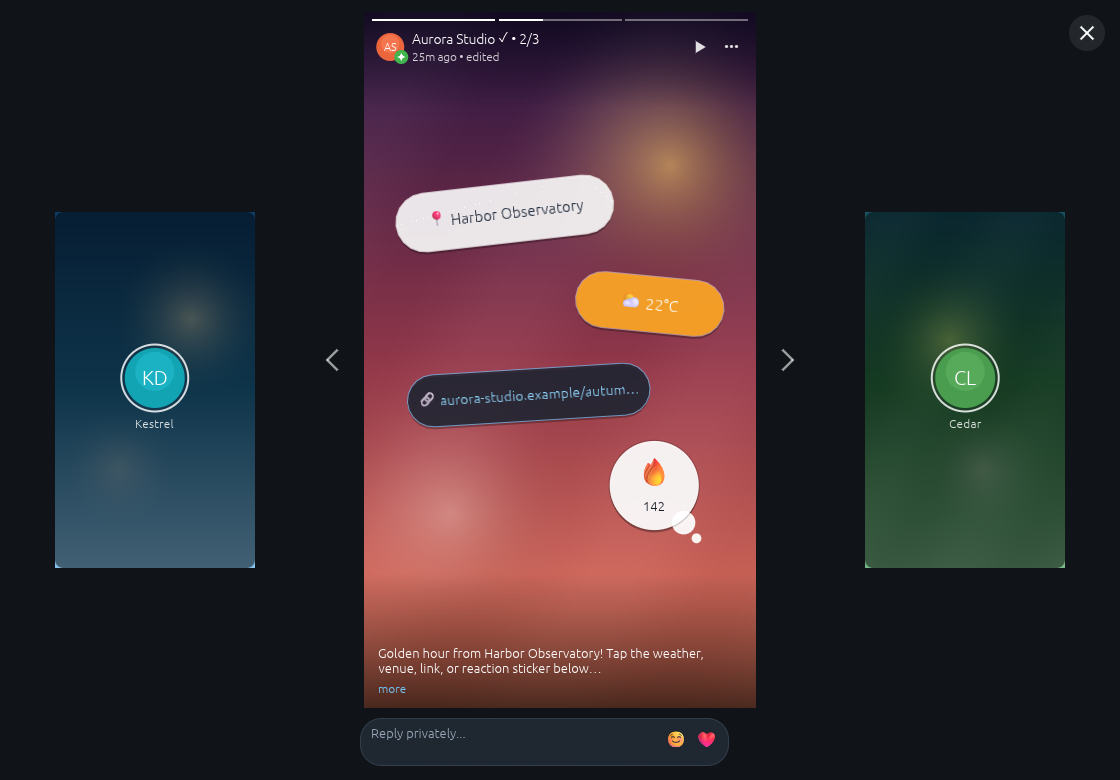 AS
Aurora Studio ✓ • 2/3
25m ago • edited
📍 Harbor Observatory
22°C
aurora-studio.example/autum…
142
KD
Kestrel
CL
Cedar
Golden hour from Harbor Observatory! Tap the weather,
venue, link, or reaction sticker below…
more
Reply privately...